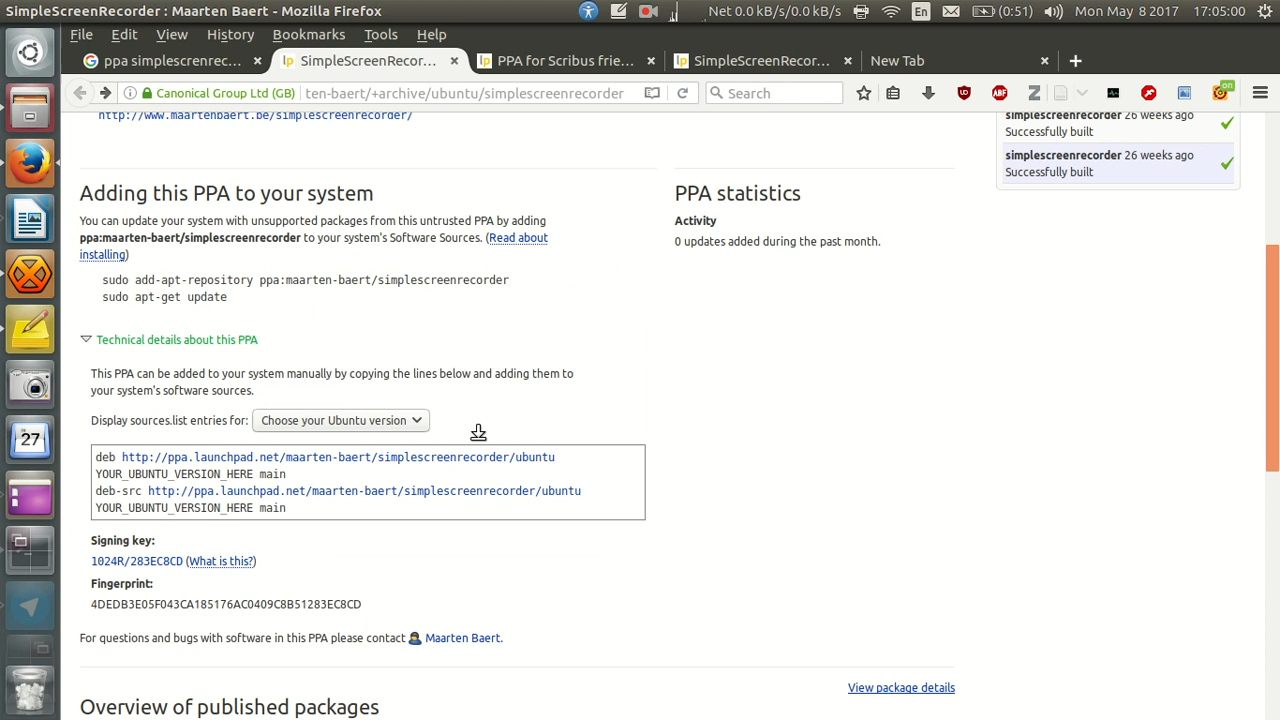 SimpleScreenRecorder : Maarten Baert - Mozilla Firefox
Net 0.0 kB/s/0.0 kB/s
En
(0:51)
Mon May 8 2017
17:05:00
File Edit View History Bookmarks Tools Help
ppa simplescrenrec...
SimpleScreenRecor...
PPA for Scribus frie...
SimpleScreenRecor...
New Tab
Canonical Group Ltd (GB)
ten-baert/+archive/ubuntu/simplescreenrecorder
Search
ABP
on
http://www.maartenbaert.be/simplescreenrecorder/
simplescreenrecorder 26 weeks ago
Successfully built
simplescreenrecorder 26 weeks ago
Successfully built
Adding this PPA to your system
You can update your system with unsupported packages from this untrusted PPA by adding
ppa:maarten-baert/simplescreenrecorder to your system's Software Sources. (Read about
installing)
sudo add-apt-repository ppa:maarten-baert/simplescreenrecorder
sudo apt-get update
PPA statistics
Activity
0 updates added during the past month.
Technical details about this PPA
This PPA can be added to your system manually by copying the lines below and adding them to
your system's software sources.
Display sources.list entries for: Choose your Ubuntu version
deb http://ppa.launchpad.net/maarten-baert/simplescreenrecorder/ubuntu
YOUR_UBUNTU_VERSION_HERE main
deb-src http://ppa.launchpad.net/maarten-baert/simplescreenrecorder/ubuntu
YOUR_UBUNTU_VERSION_HERE main
Signing key:
1024R/283EC8CD (What is this?)
Fingerprint:
4DEDB3E05F043CA185176AC0409C8B51283EC8CD
For questions and bugs with software in this PPA please contact Maarten Baert.
View package details
Overview of published packages
27